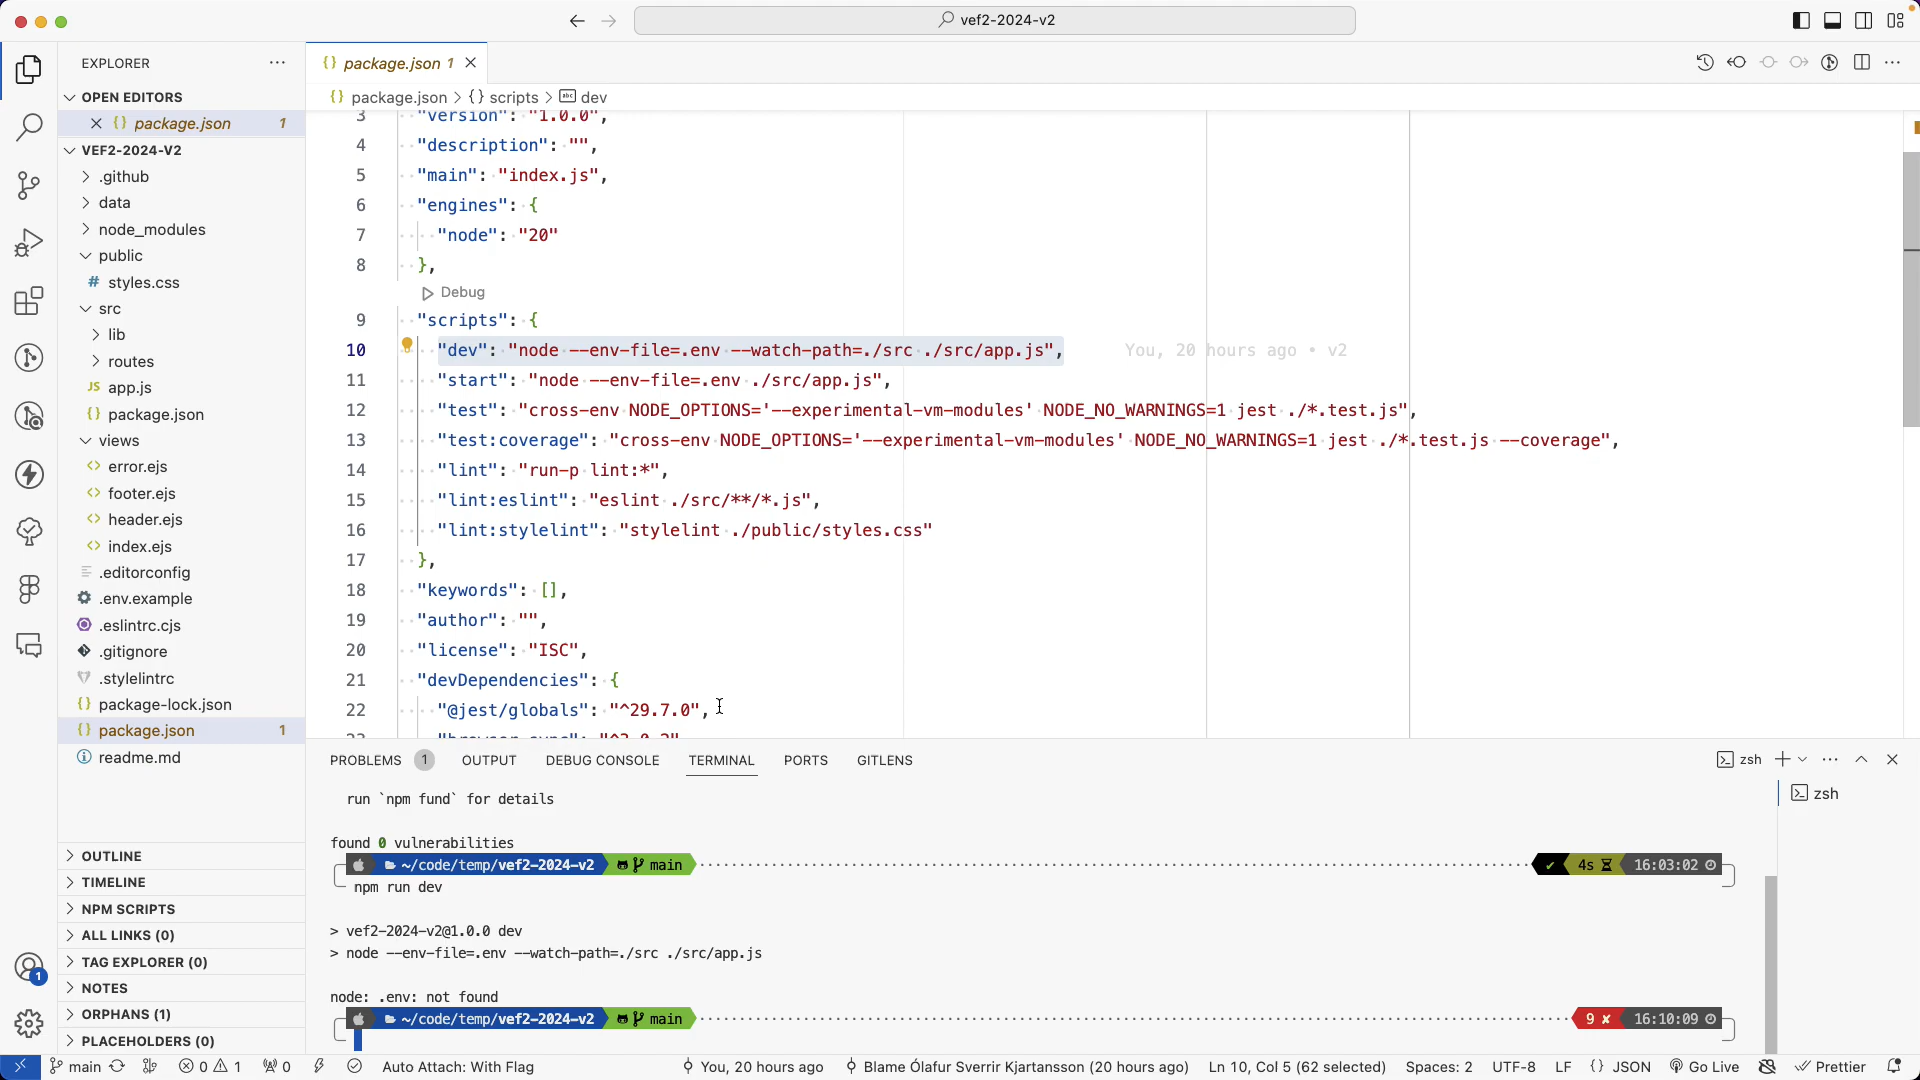 vef2-2024-v2
EXPLORER
OPEN EDITORS
package.json 1
VEF2-2024-V2
.github
data
node_modules
public
# styles.css
src
lib
routes
JS app.js
{} package.json
views
<> error.ejs
<> footer.ejs
<> header.ejs
<> index.ejs
.editorconfig
.env.example
.eslintrc.cjs
.gitignore
.stylelintrc
{} package-lock.json
{} package.json 1
readme.md
OUTLINE
TIMELINE
NPM SCRIPTS
ALL LINKS (0)
TAG EXPLORER (0)
NOTES
ORPHANS (1)
PLACEHOLDERS (0)
1
{} package.json 1
{} package.json > {} scripts > abc dev
3 "version": "1.0.0",
4 "description": "",
5 "main": "index.js",
6 "engines": {
7 "node": "20"
8 },
Debug
9 "scripts": {
10 "dev": "node --env-file=.env --watch-path=./src ./src/app.js", You, 20 hours ago • v2
11 "start": "node --env-file=.env ./src/app.js",
12 "test": "cross-env NODE_OPTIONS='--experimental-vm-modules' NODE_NO_WARNINGS=1 jest ./*.test.js",
13 "test:coverage": "cross-env NODE_OPTIONS='--experimental-vm-modules' NODE_NO_WARNINGS=1 jest ./*.test.js --coverage",
14 "lint": "run-p lint:*",
15 "lint:eslint": "eslint ./src/**/*.js",
16 "lint:stylelint": "stylelint ./public/styles.css"
17 },
18 "keywords": [],
19 "author": "",
20 "license": "ISC",
21 "devDependencies": {
22 "@jest/globals": "^29.7.0",
PROBLEMS 1 OUTPUT DEBUG CONSOLE TERMINAL PORTS GITLENS
zsh
zsh
run `npm fund` for details
found 0 vulnerabilities
~/code/temp/vef2-2024-v2 main 4s 16:03:02
npm run dev
> vef2-2024-v2@1.0.0 dev
> node --env-file=.env --watch-path=./src ./src/app.js
node: .env: not found
~/code/temp/vef2-2024-v2 main 9 ✘ 16:10:09
main 0 1 0 Auto Attach: With Flag You, 20 hours ago Blame Ólafur Sverrir Kjartansson (20 hours ago) Ln 10, Col 5 (62 selected) Spaces: 2 UTF-8 LF {} JSON Go Live Prettier